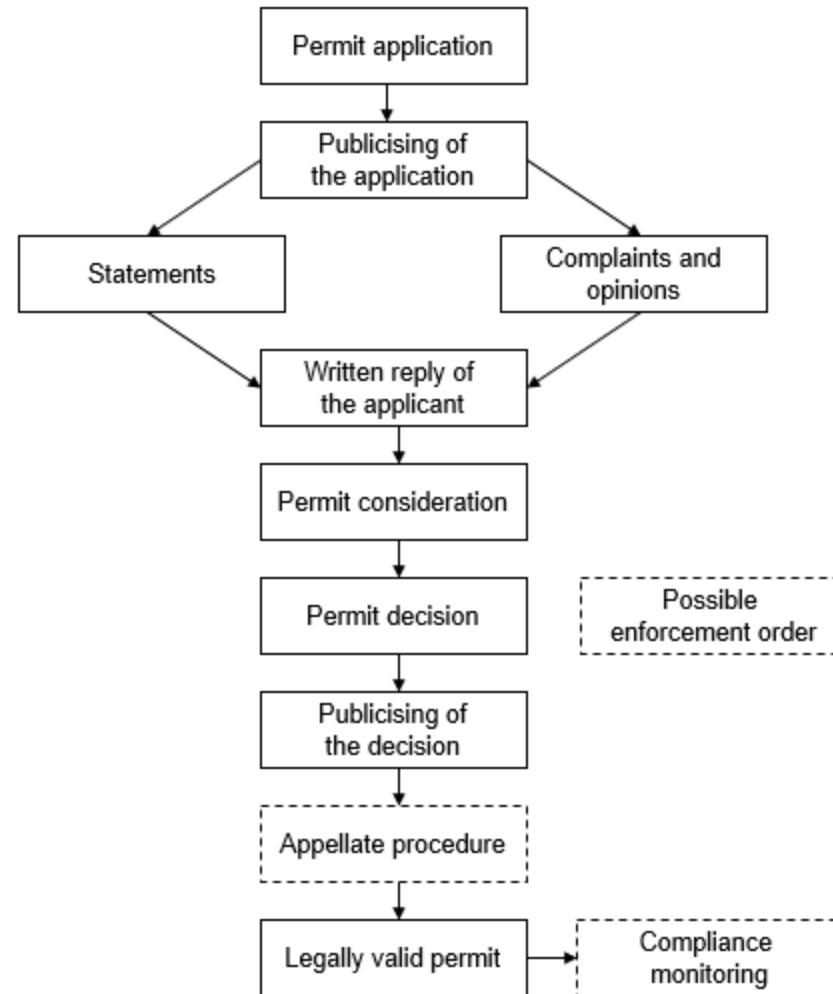 Permit application
Publicising of
the application
Statements
Complaints and
opinions
Written reply of
the applicant
Permit consideration
Permit decision
Possible
enforcement order
Publicising of
the decision
Appellate procedure
Legally valid permit
Compliance
monitoring